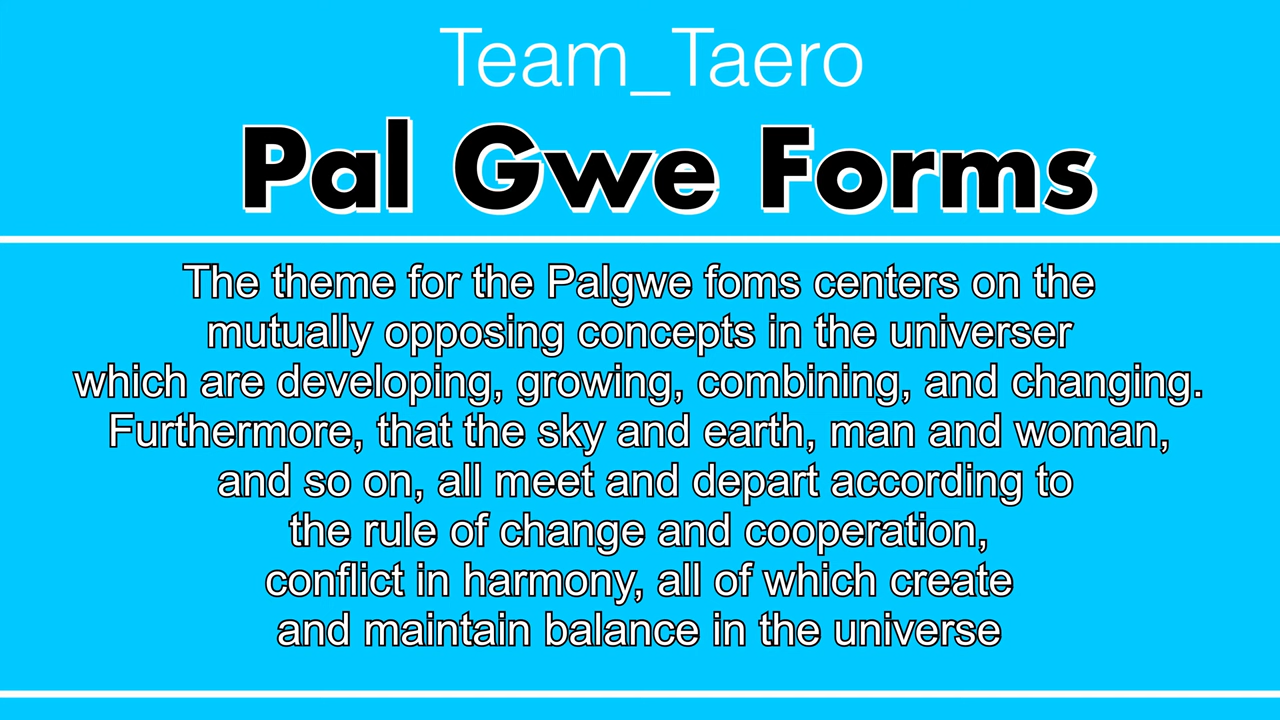 Team_Taero
Pal Gwe Forms
The theme for the Palgwe foms centers on the
mutually opposing concepts in the universer
which are developing, growing, combining, and changing.
Furthermore, that the sky and earth, man and woman,
and so on, all meet and depart according to
the rule of change and cooperation,
conflict in harmony, all of which create
and maintain balance in the universe